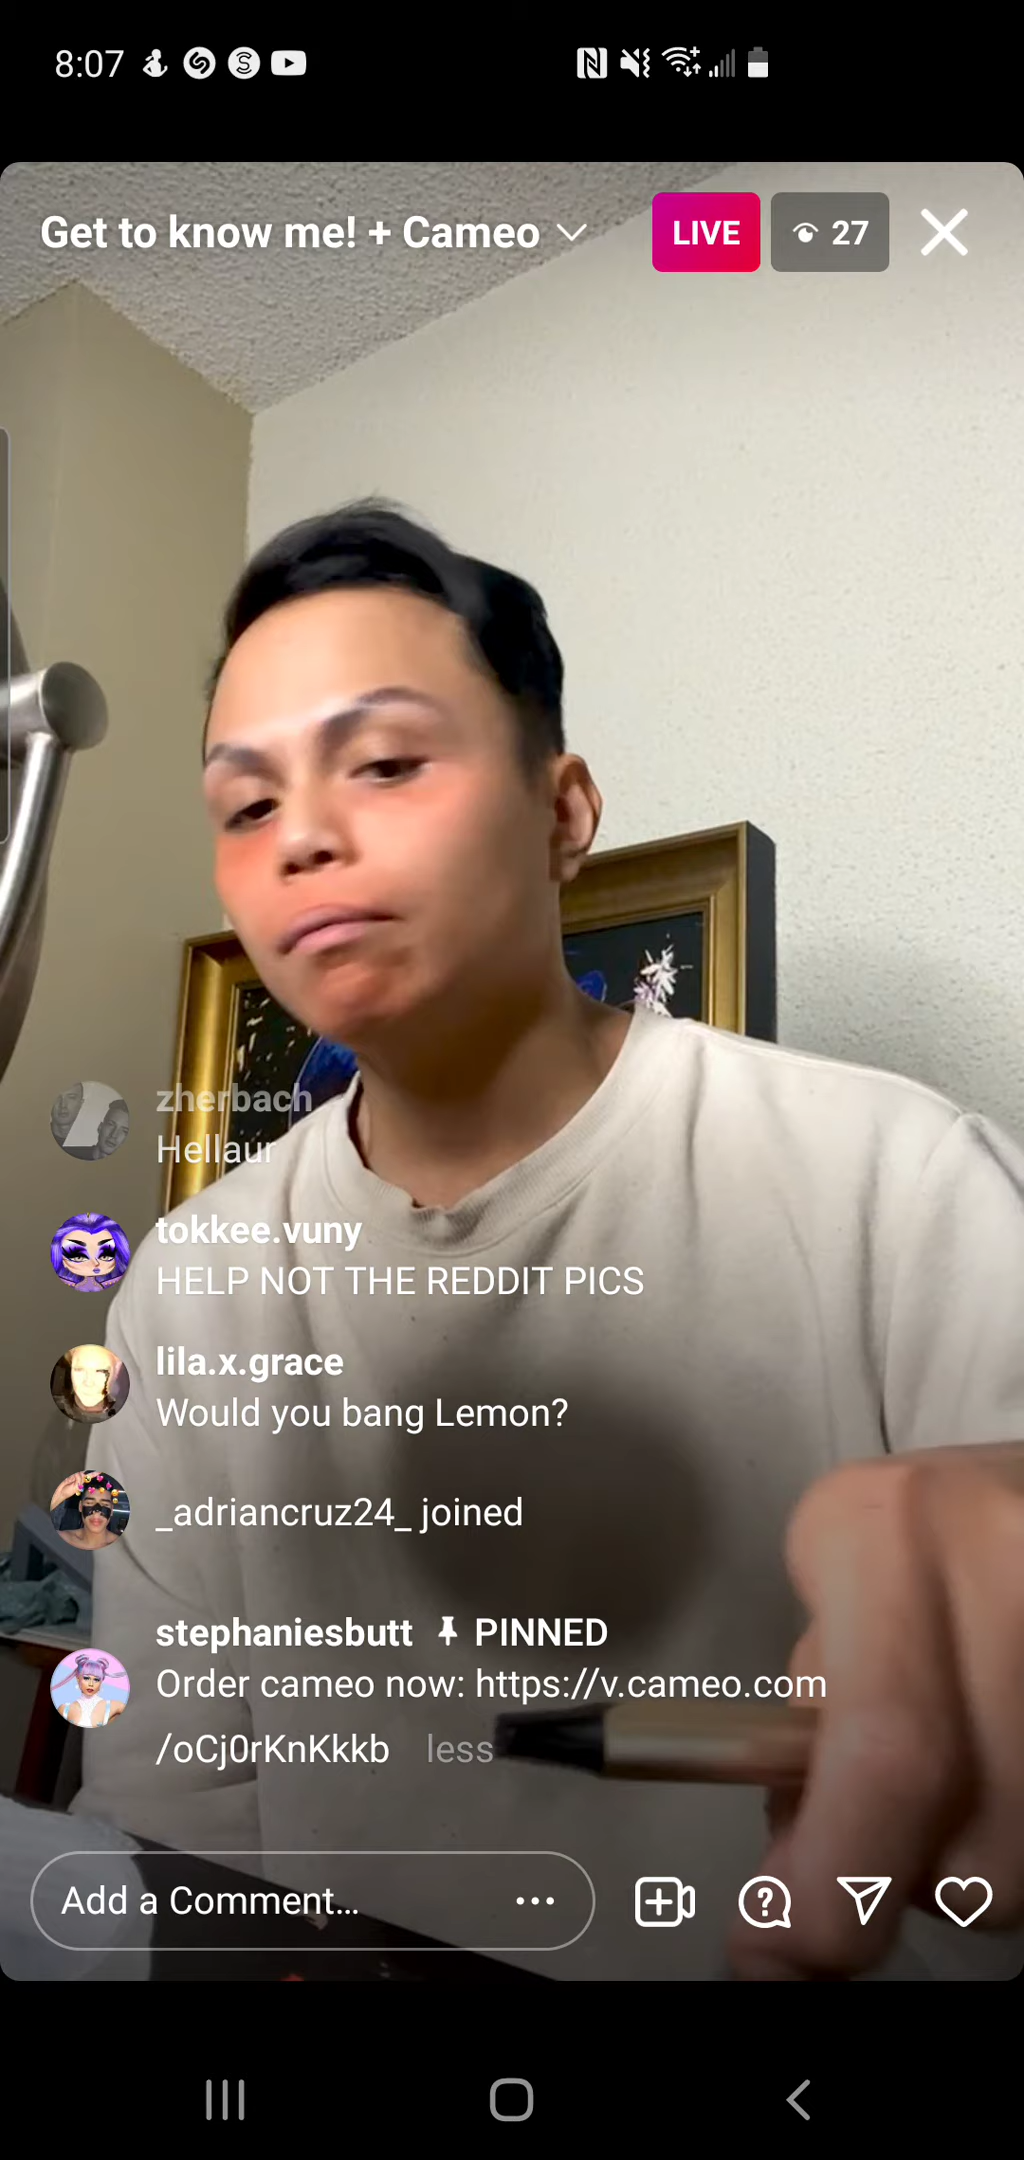 8:07
Get to know me! + Cameo
LIVE
27
zherbach
Hellaur
tokkee.vuny
HELP NOT THE REDDIT PICS
lila.x.grace
Would you bang Lemon?
_adriancruz24_ joined
stephaniesbutt PINNED
Order cameo now: https://v.cameo.com
/oCj0rKnKkkb less
Add a Comment...